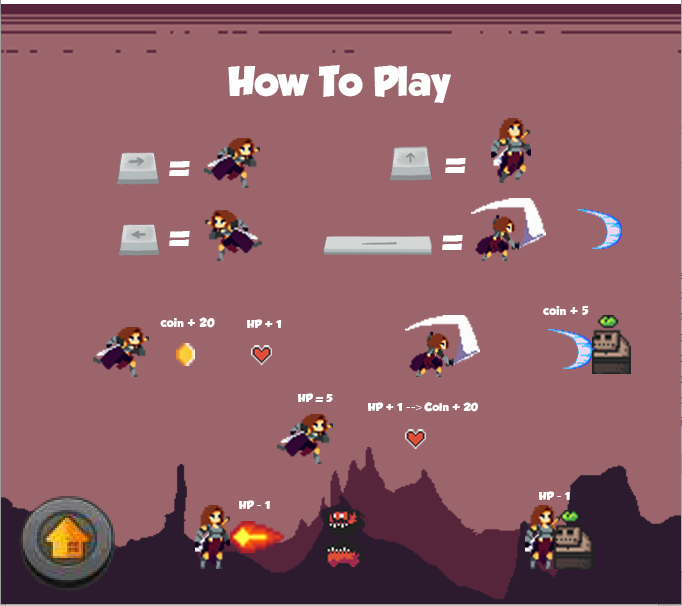 How To Play
=
=
=
=
coin + 20
HP + 1
coin + 5
HP = 5
HP + 1 --> Coin + 20
HP - 1
HP - 1